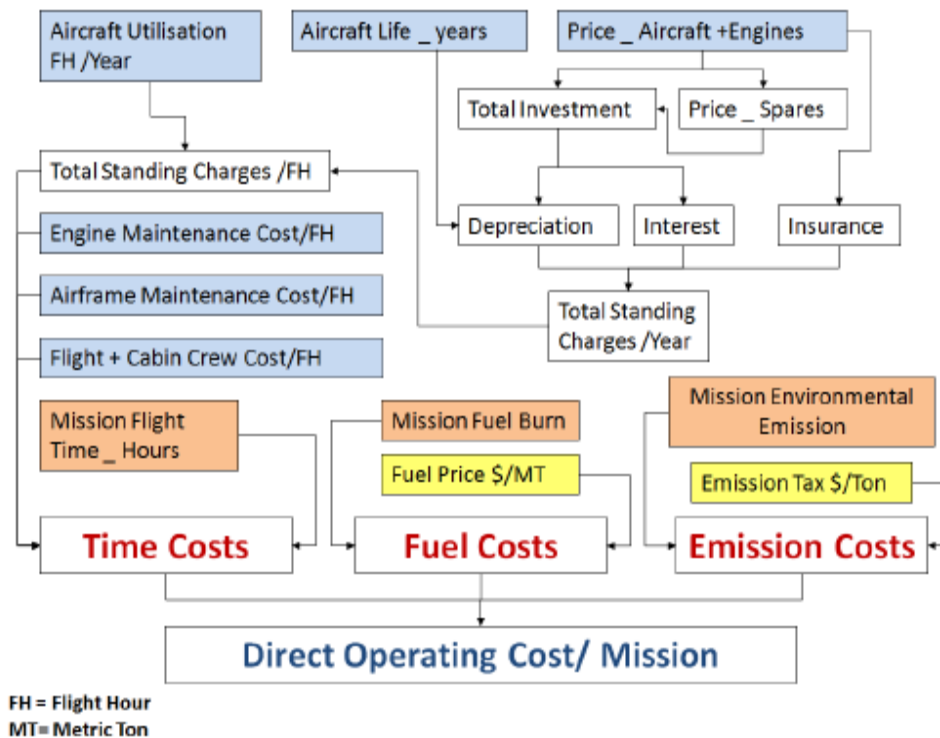 Aircraft Utilisation
FH /Year
Aircraft Life _ years
Price _ Aircraft +Engines
Total Investment
Price _ Spares
Total Standing Charges /FH
Depreciation
Interest
Insurance
Engine Maintenance Cost/FH
Airframe Maintenance Cost/FH
Total Standing
Charges /Year
Flight + Cabin Crew Cost/FH
Mission Flight
Time _ Hours
Mission Fuel Burn
Mission Environmental
Emission
Fuel Price $/MT
Emission Tax $/Ton
Time Costs
Fuel Costs
Emission Costs
Direct Operating Cost/ Mission
FH = Flight Hour
MT= Metric Ton